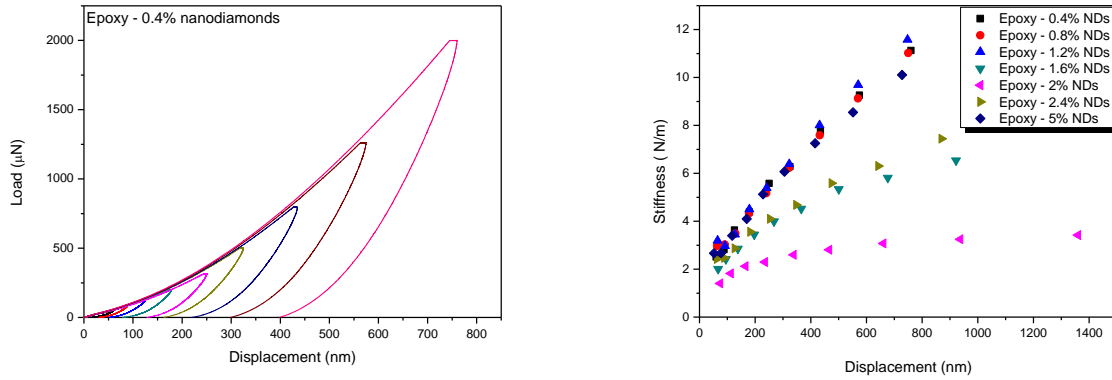 Epoxy - 0.4% nanodiamonds
2000
1500
1000
500
0
0 100 200 300 400 500 600 700 800
Load (μN)
Displacement (nm)
12
10
8
6
4
2
0
0 200 400 600 800 1000 1200 1400
Stiffness ( N/m)
Displacement (nm)
Epoxy - 0.4% NDs
Epoxy - 0.8% NDs
Epoxy - 1.2% NDs
Epoxy - 1.6% NDs
Epoxy - 2% NDs
Epoxy - 2.4% NDs
Epoxy - 5% NDs